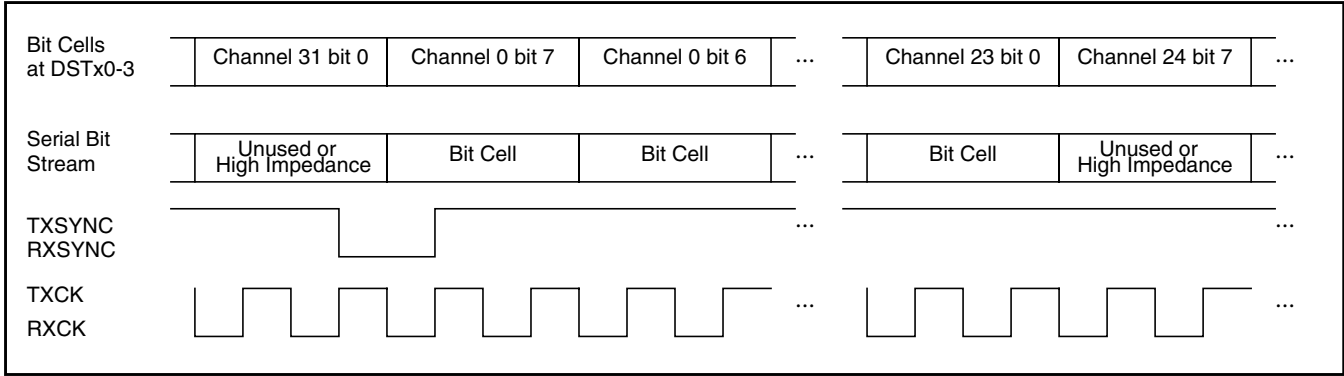 Bit Cells
at DSTx0-3
Channel 31 bit 0 Channel 0 bit 7 Channel 0 bit 6 ... Channel 23 bit 0 Channel 24 bit 7 ...
Serial Bit
Stream
Unused or
High Impedance
Bit Cell Bit Cell ... Bit Cell
Unused or
High Impedance
...
TXSYNC
RXSYNC
... ...
TXCK
RXCK
... ...